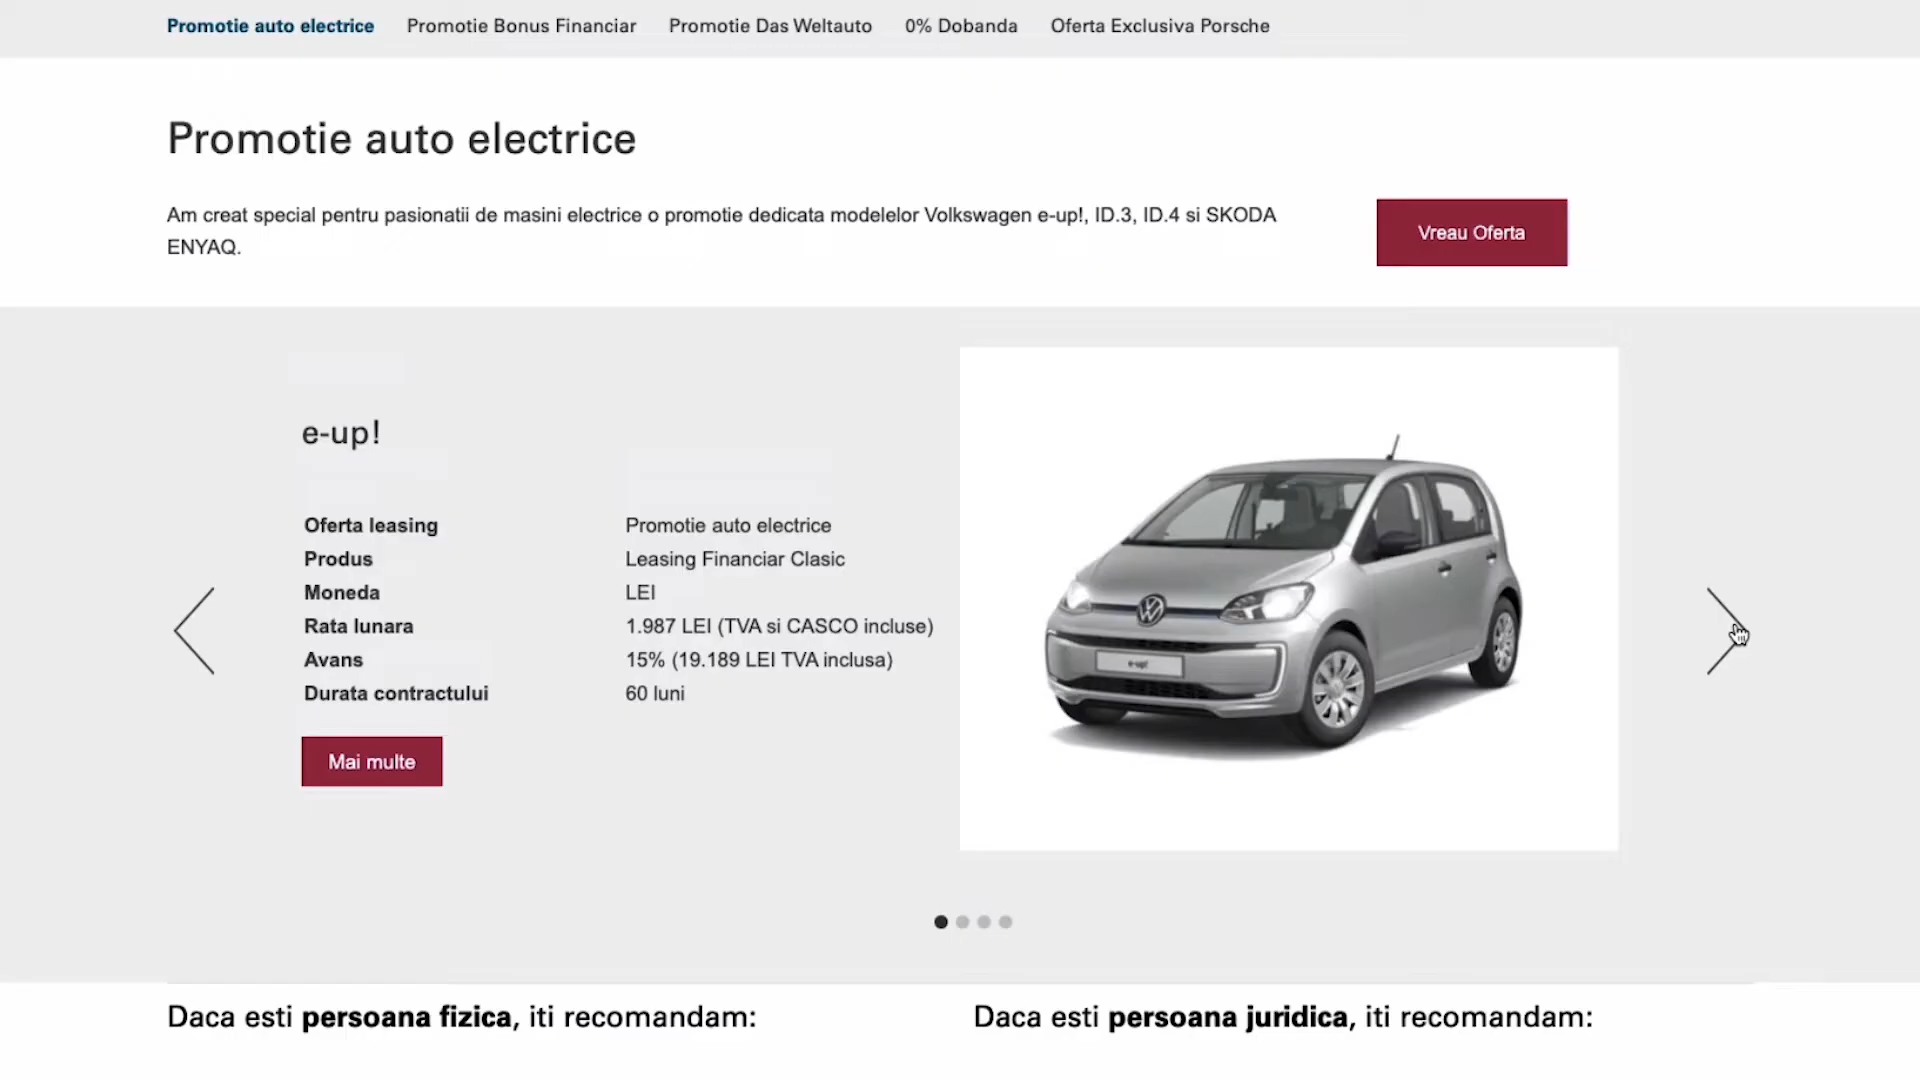 Promotie auto electrice Promotie Bonus Financiar Promotie Das Weltauto 0% Dobanda Oferta Exclusiva Porsche
Promotie auto electrice
Am creat special pentru pasionatii de masini electrice o promotie dedicata modelelor Volkswagen e-up!, ID.3, ID.4 si SKODA
ENYAQ.
Vreau Oferta
e-up!
Oferta leasing Promotie auto electrice
Produs Leasing Financiar Clasic
Moneda LEI
Rata lunara 1.987 LEI (TVA si CASCO incluse)
Avans 15% (19.189 LEI TVA inclusa)
Durata contractului 60 luni
Mai multe
e-up!
Daca esti persoana fizica, iti recomandam:
Daca esti persoana juridica, iti recomandam: